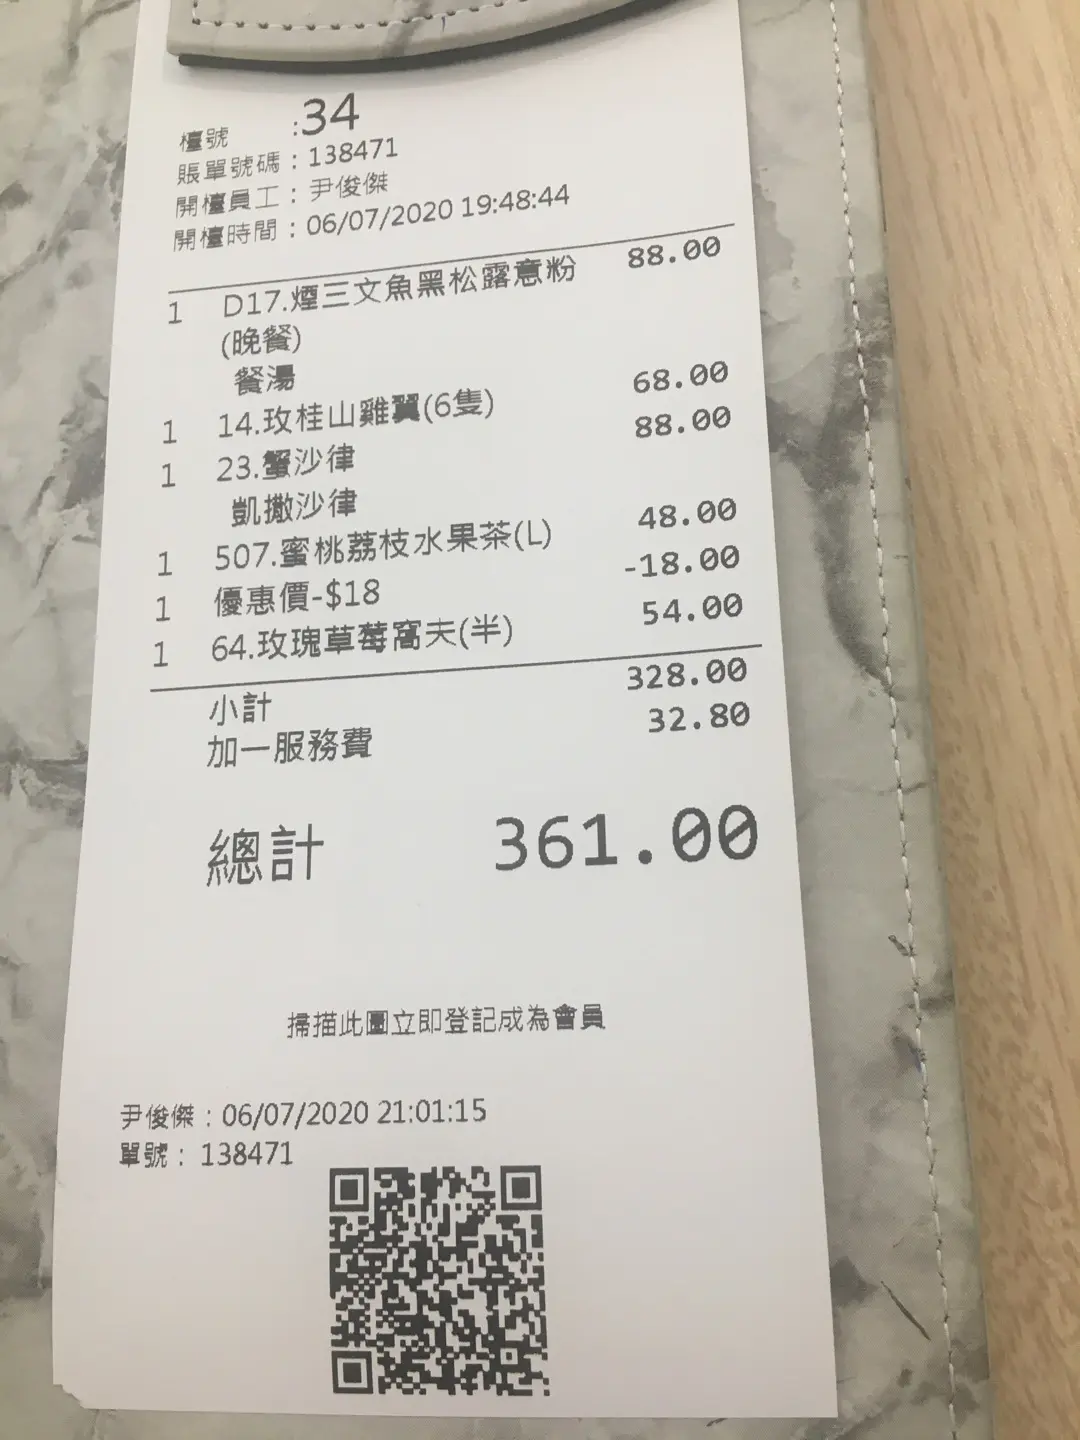 檯號 :34
賬單號碼：138471
開檯員工：尹俊傑
開檯時間：06/07/2020 19:48:44
1 D17.煙三文魚黑松露意粉 88.00
(晚餐)
餐湯
1 14.玫桂山雞翼(6隻) 68.00
1 23.蟹沙律 88.00
凱撒沙律
1 507.蜜桃荔枝水果茶(L) 48.00
1 優惠價-$18 -18.00
1 64.玫瑰草莓窩夫(半) 54.00
小計 328.00
加一服務費 32.80
總計 361.00
掃描此圖立即登記成為會員
尹俊傑：06/07/2020 21:01:15
單號：138471